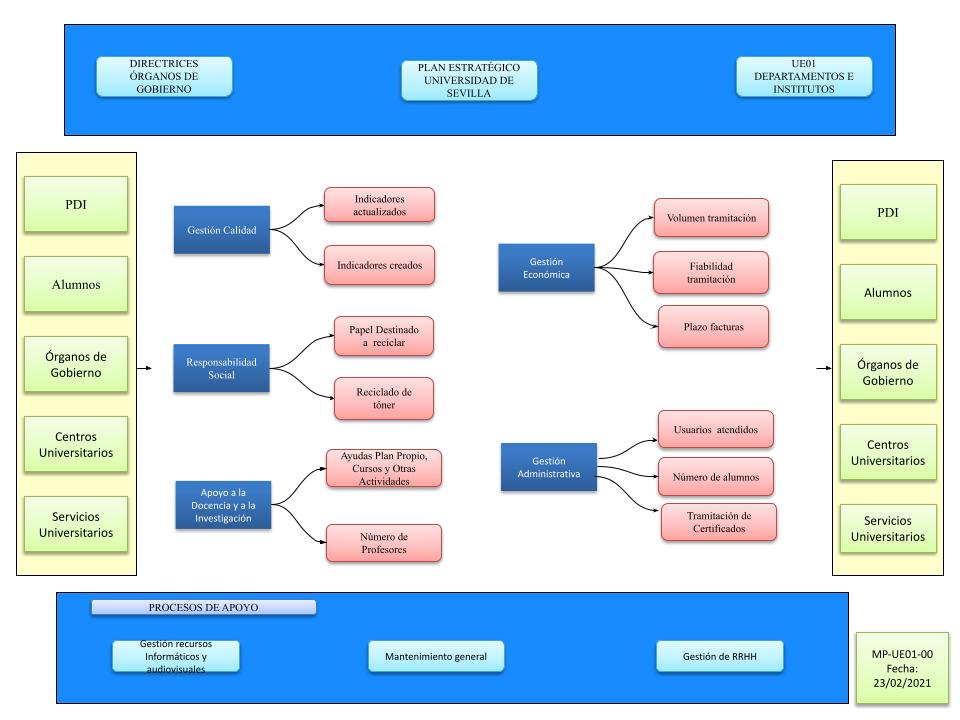 DIRECTRICES
ÓRGANOS DE
GOBIERNO
PLAN ESTRATÉGICO
UNIVERSIDAD DE
SEVILLA
UE01
DEPARTAMENTOS E
INSTITUTOS
PDI
Alumnos
Órganos de
Gobierno
Centros
Universitarios
Servicios
Universitarios
Gestión Calidad
Indicadores
actualizados
Indicadores creados
Responsabilidad
Social
Papel Destinado
a reciclar
Reciclado de
tóner
Apoyo a la
Docencia y a la
Investigación
Ayudas Plan Propio,
Cursos y Otras
Actividades
Número de
Profesores
Gestión
Económica
Volumen tramitación
Fiabilidad
tramitación
Plazo facturas
Gestión
Administrativa
Usuarios atendidos
Número de alumnos
Tramitación de
Certificados
PDI
Alumnos
Órganos de
Gobierno
Centros
Universitarios
Servicios
Universitarios
PROCESOS DE APOYO
Gestión recursos
Informáticos y
audiovisuales
Mantenimiento general
Gestión de RRHH
MP-UE01-00
Fecha:
23/02/2021